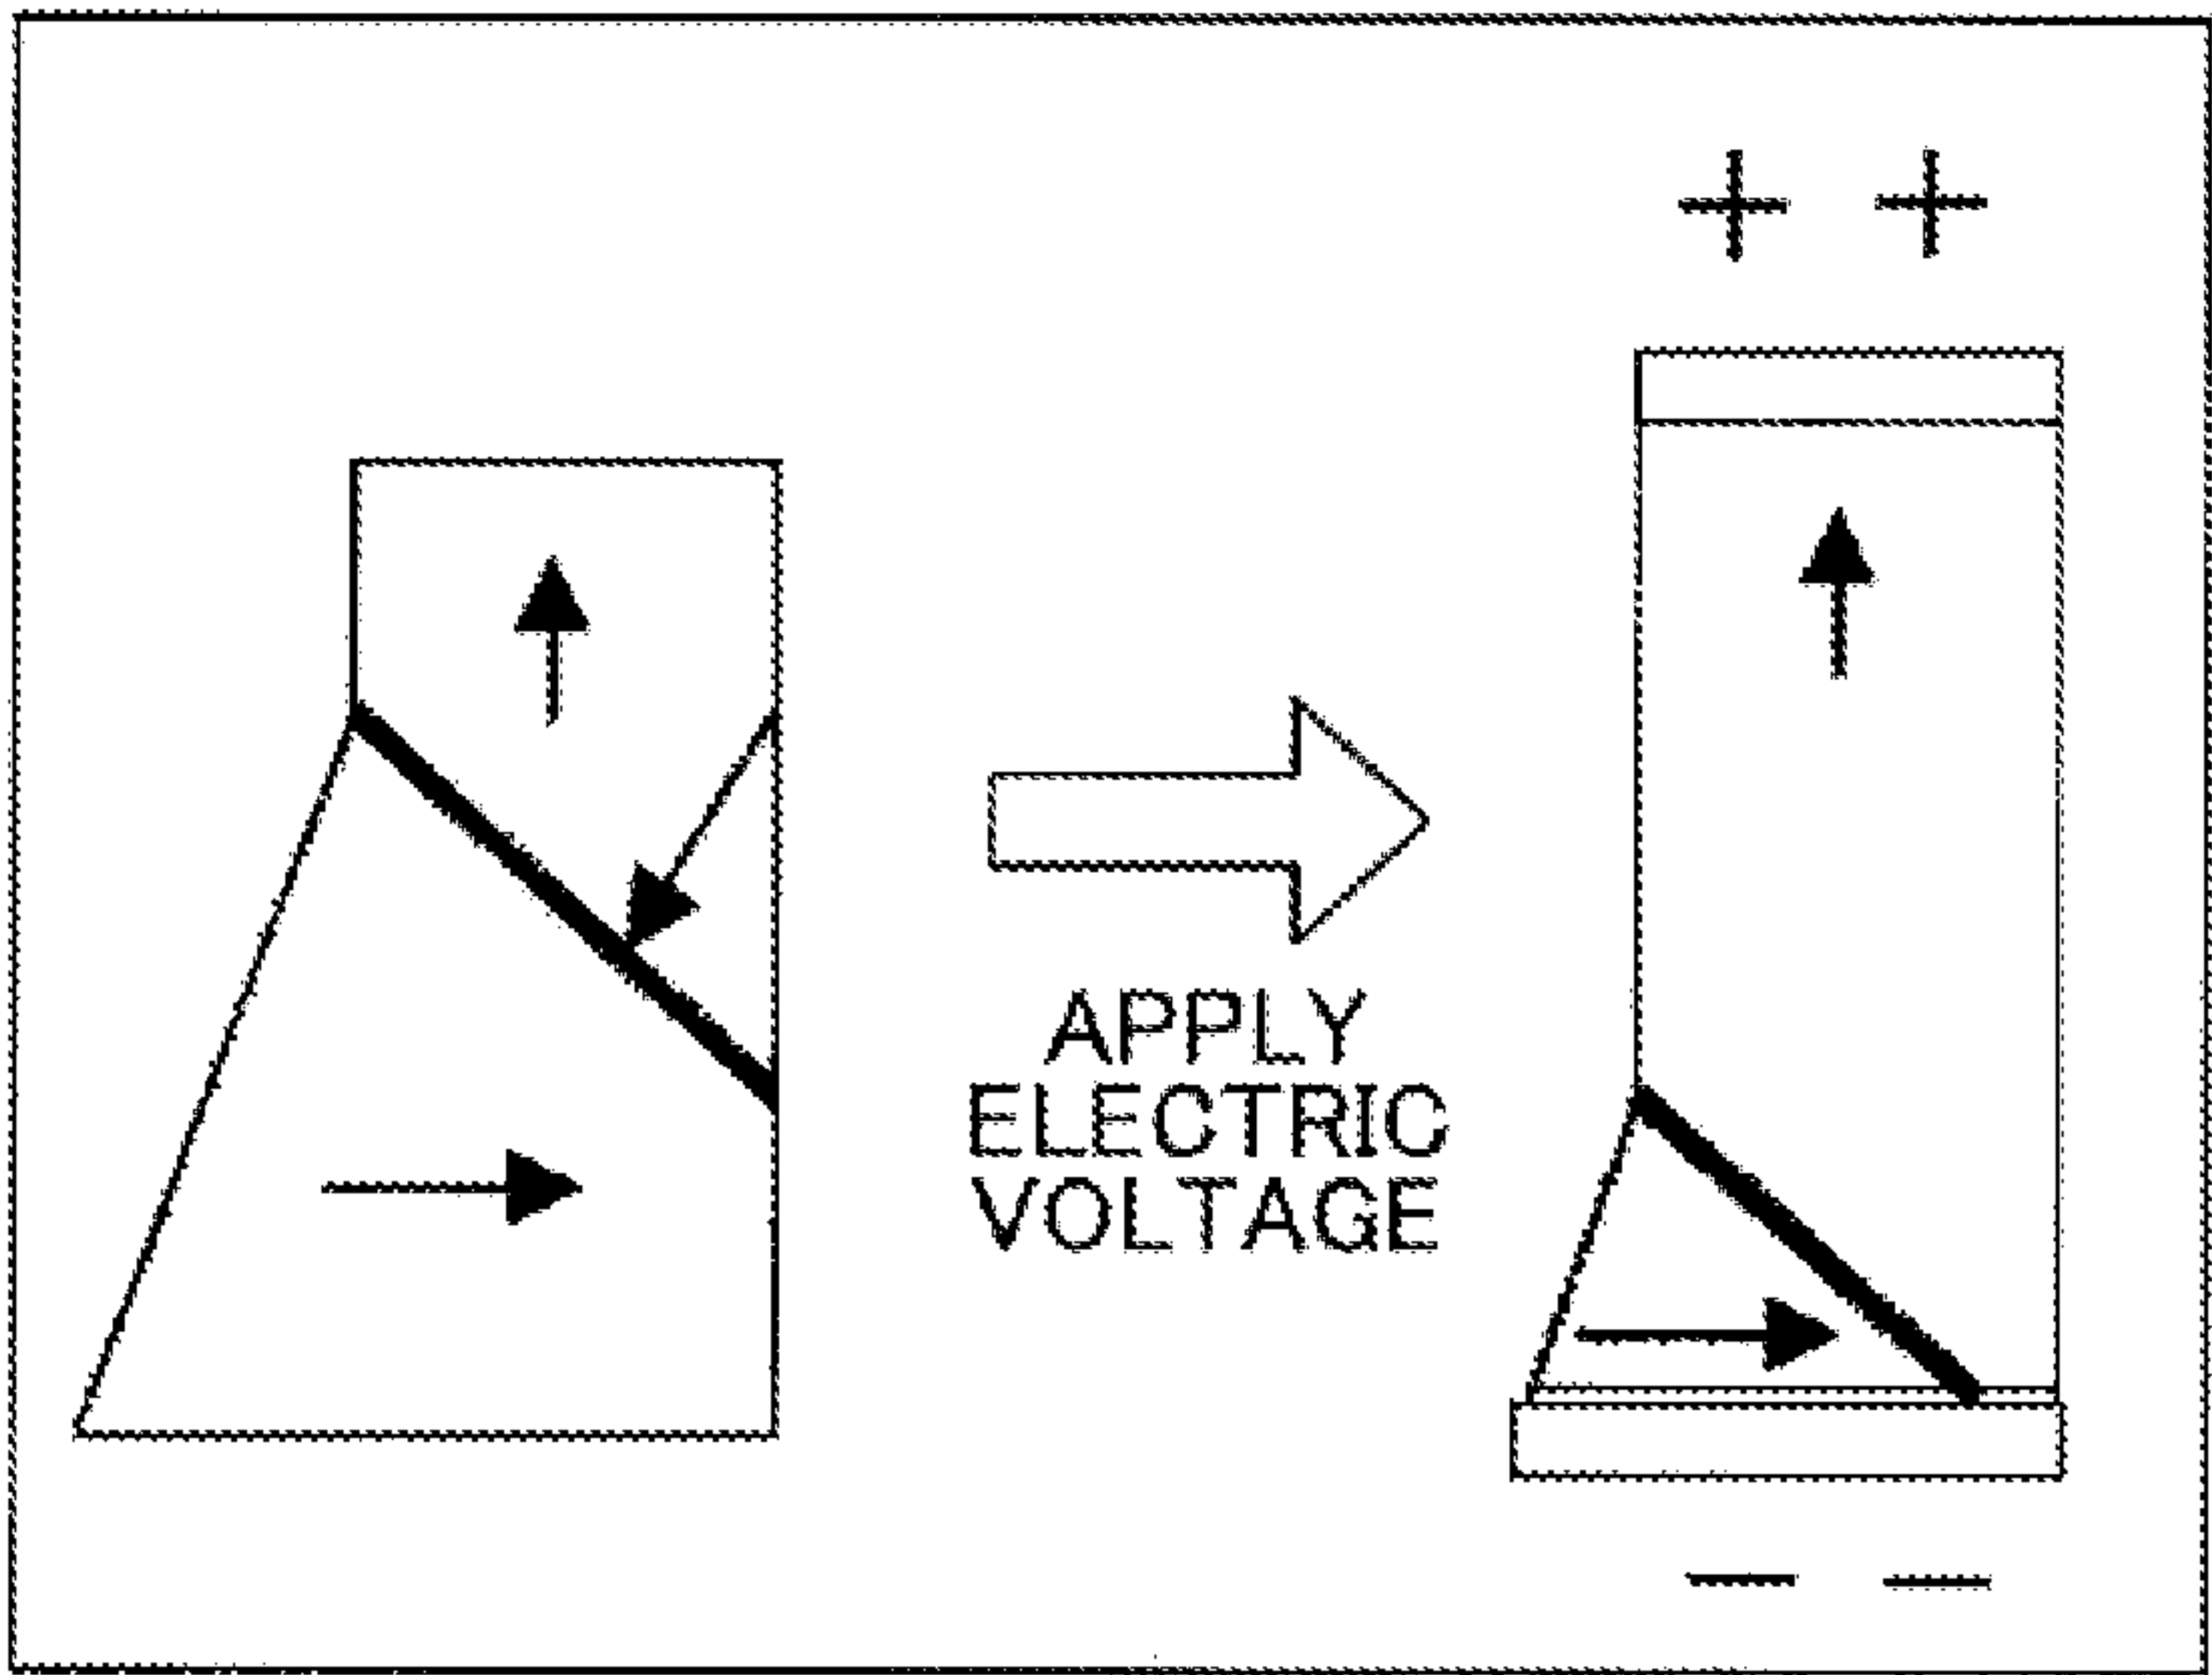 + +
APPLY
ELECTRIC
VOLTAGE
− −